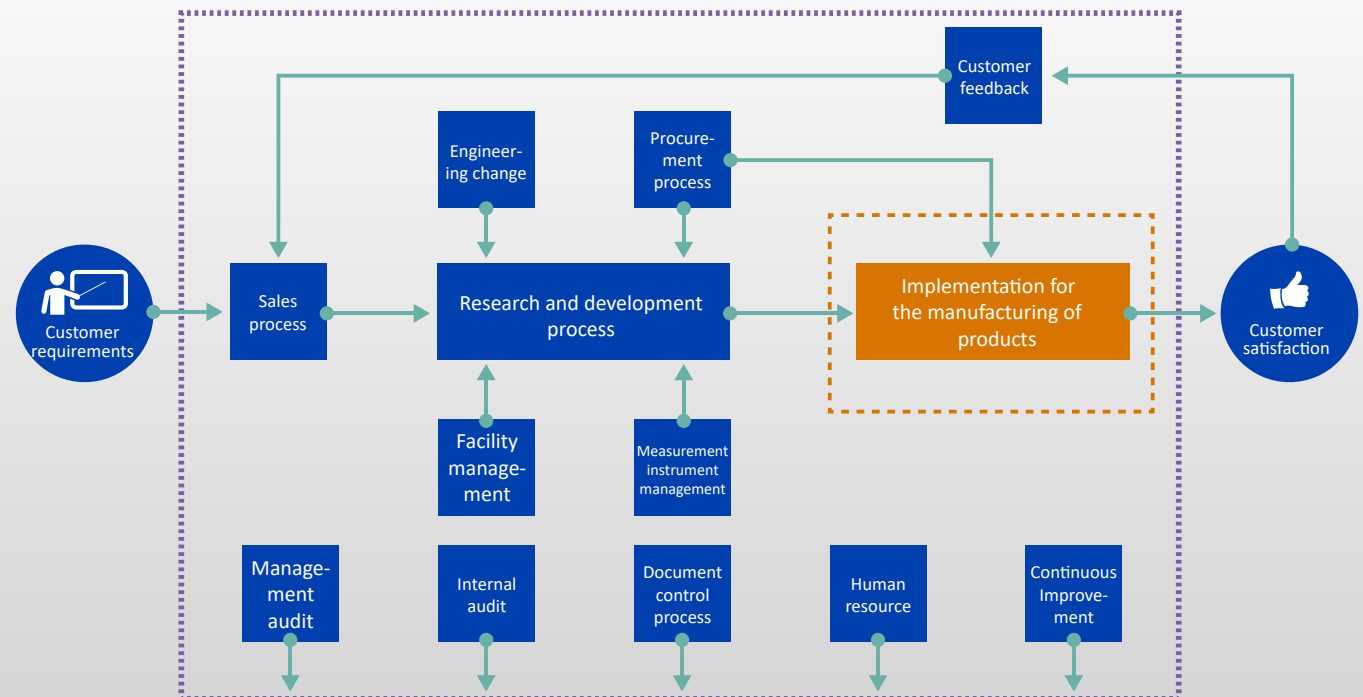 Customer
feedback
Engineer-
ing change
Procure-
ment
process
Customer
requirements
Sales
process
Research and development
process
Implementation for
the manufacturing of
products
Customer
satisfaction
Facility
manage-
ment
Measurement
instrument
management
Manage-
ment
audit
Internal
audit
Document
control
process
Human
resource
Continuous
Improve-
ment